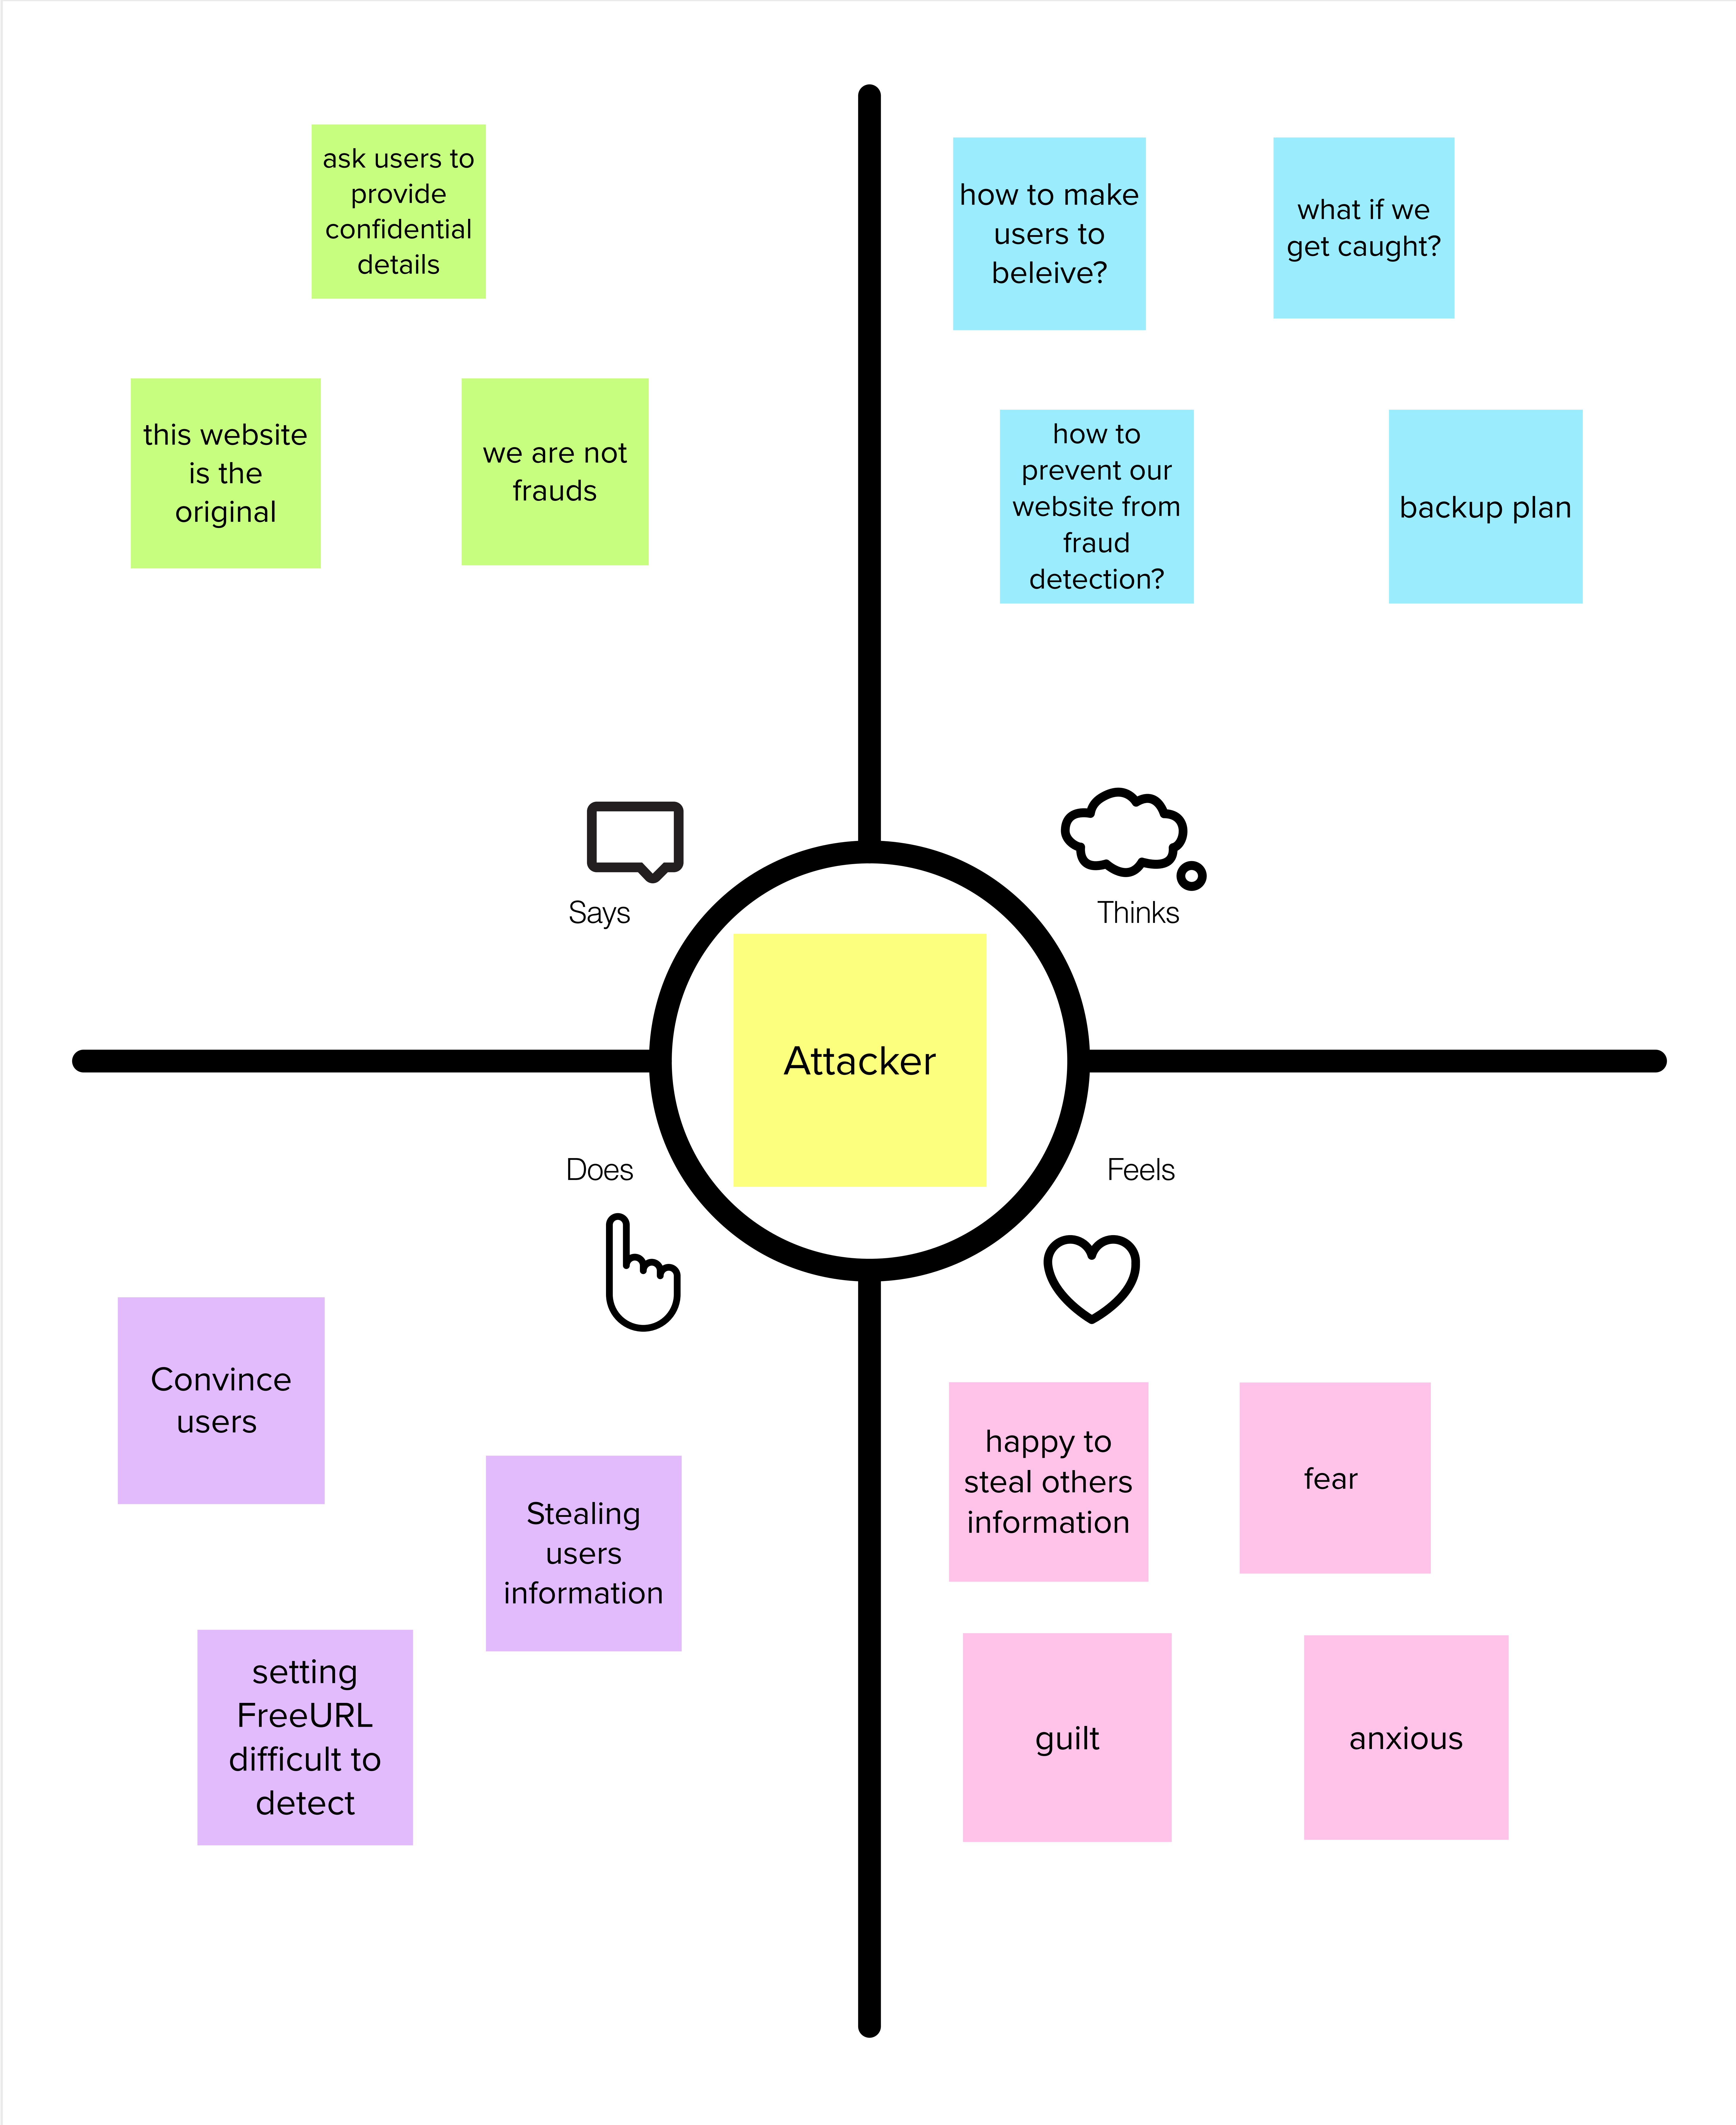 ask users to
provide
confidential
details
this website
is the
original
we are not
frauds
Says
how to make
users to
beleive?
what if we
get caught?
how to
prevent our
website from
fraud
detection?
backup plan
Thinks
Attacker
Does
Convince
users
Stealing
users
information
setting
FreeURL
difficult to
detect
Feels
happy to
steal others
information
fear
guilt
anxious